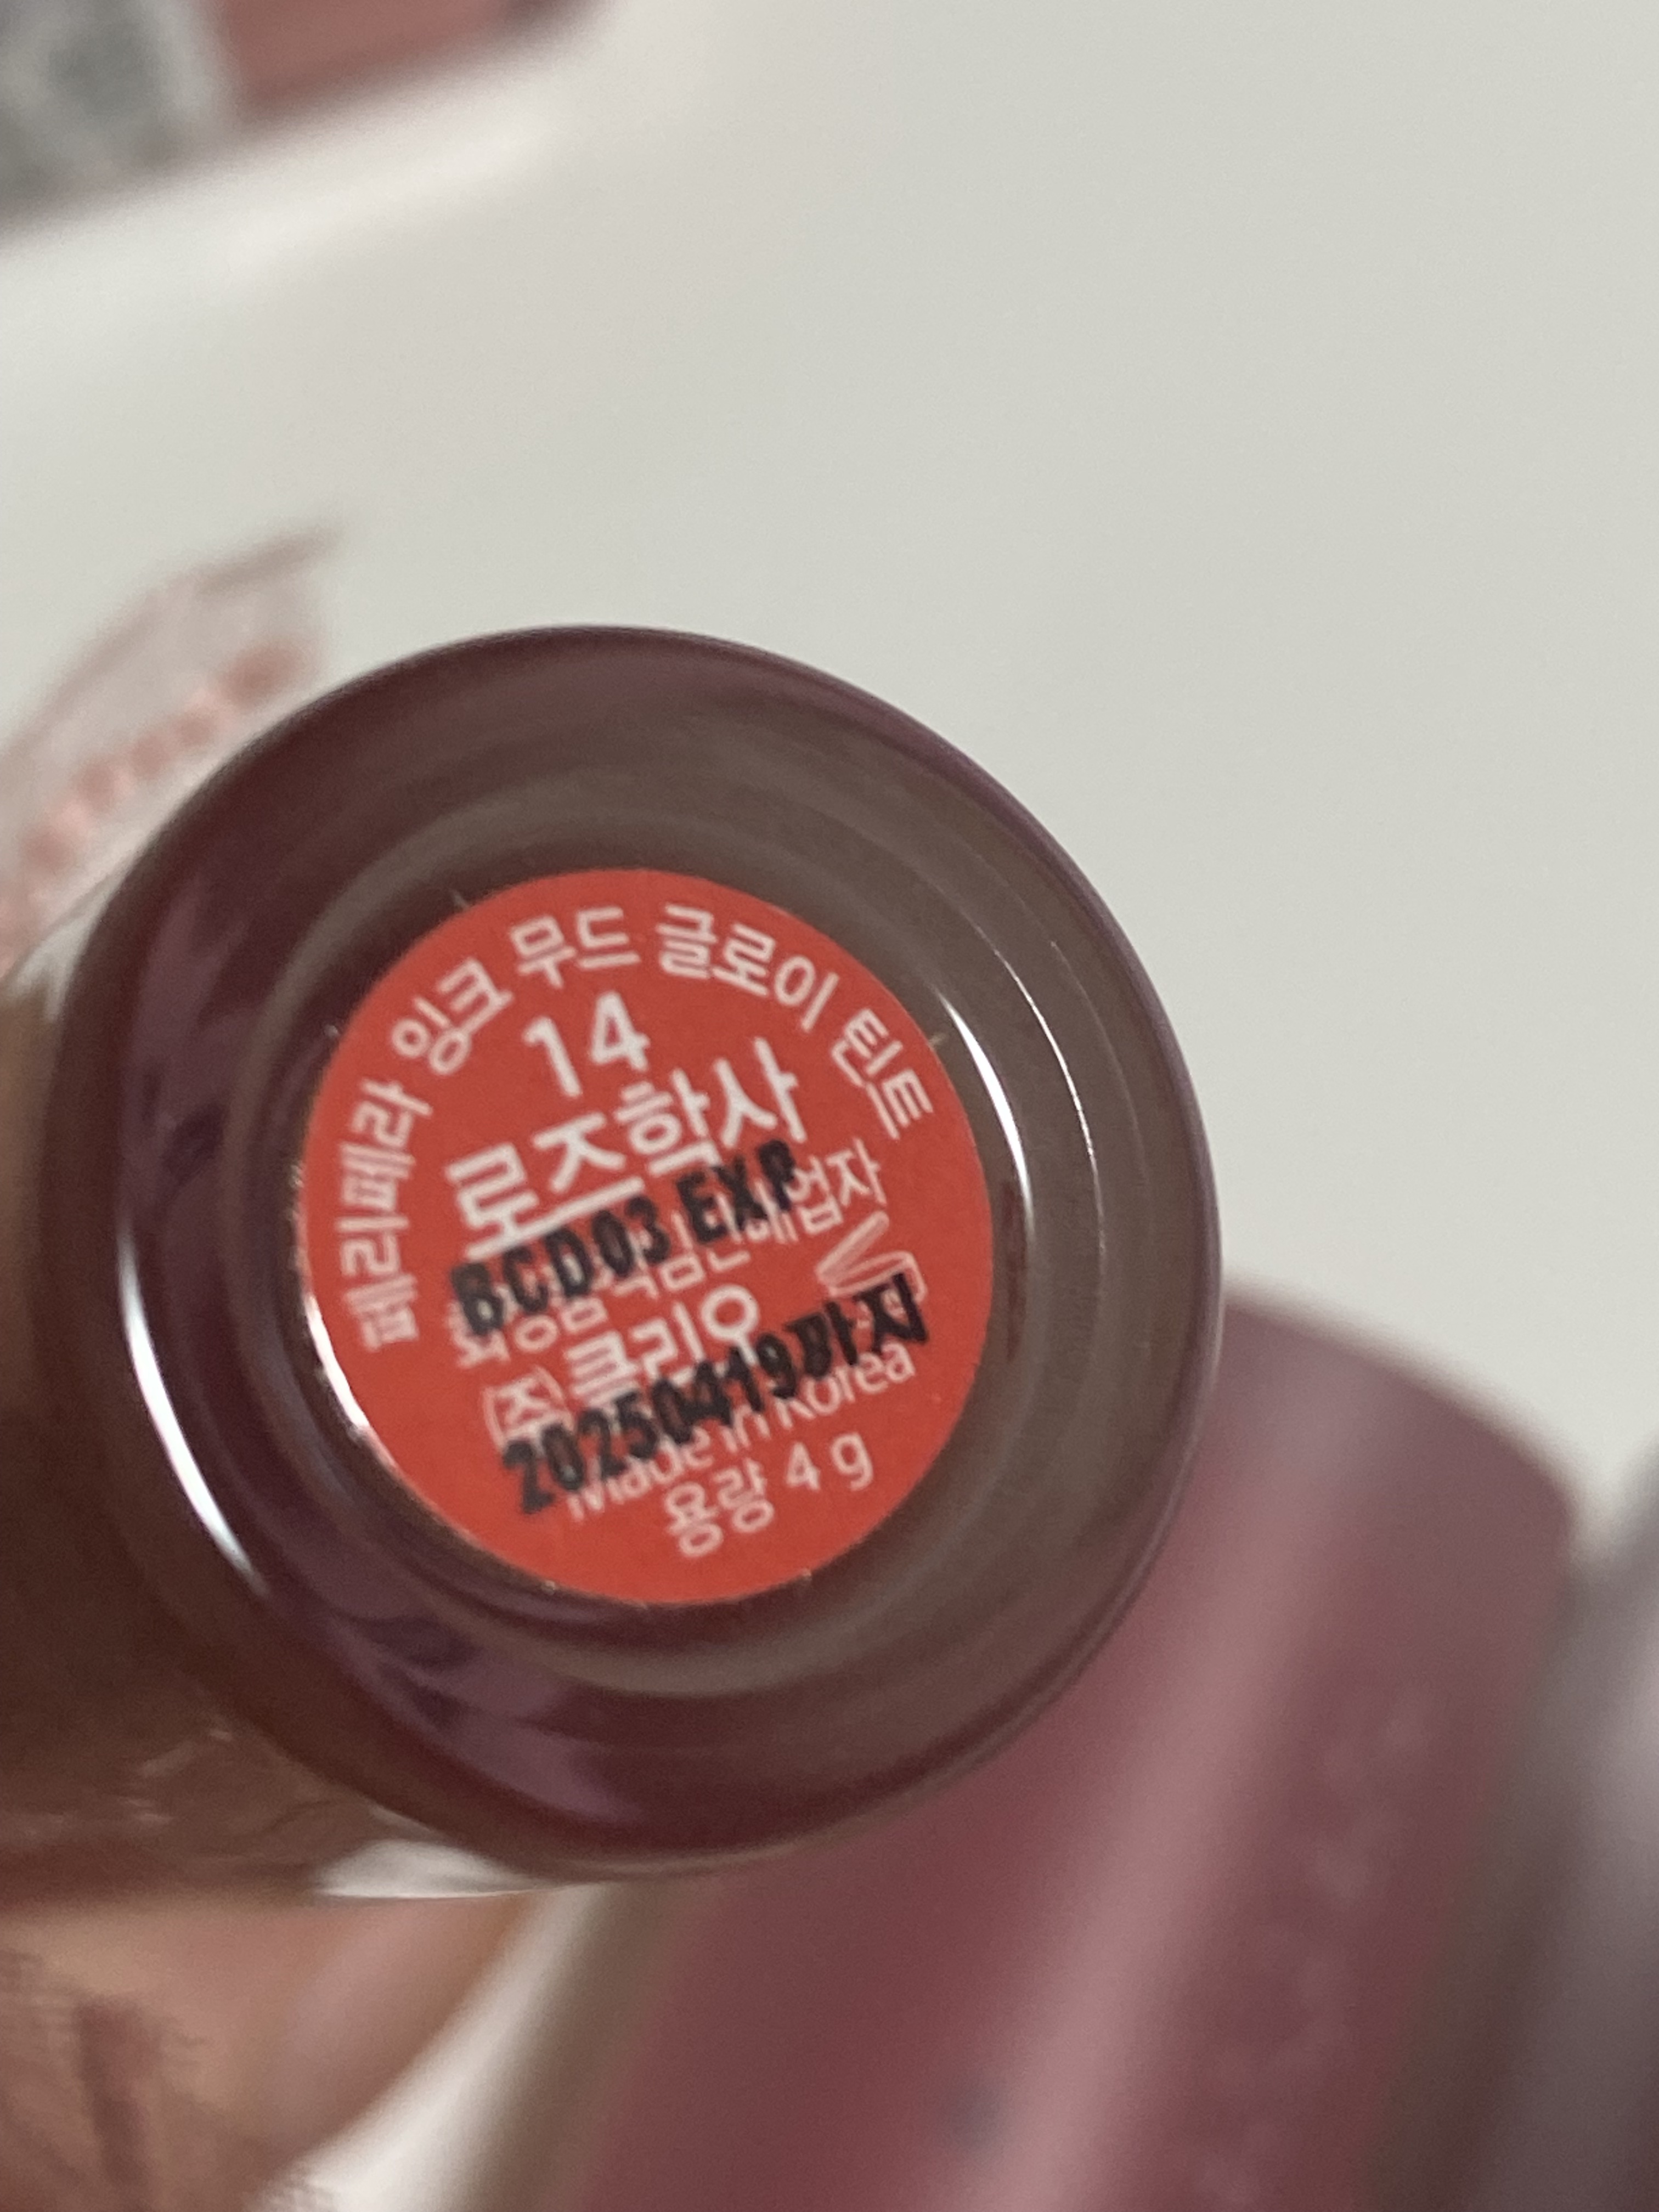 페리페라 잉크 무드 글로이 틴트
14
로즈학사
BCD03 EXP
㈜클리오
20250419까지
Made in Korea
용량 4 g